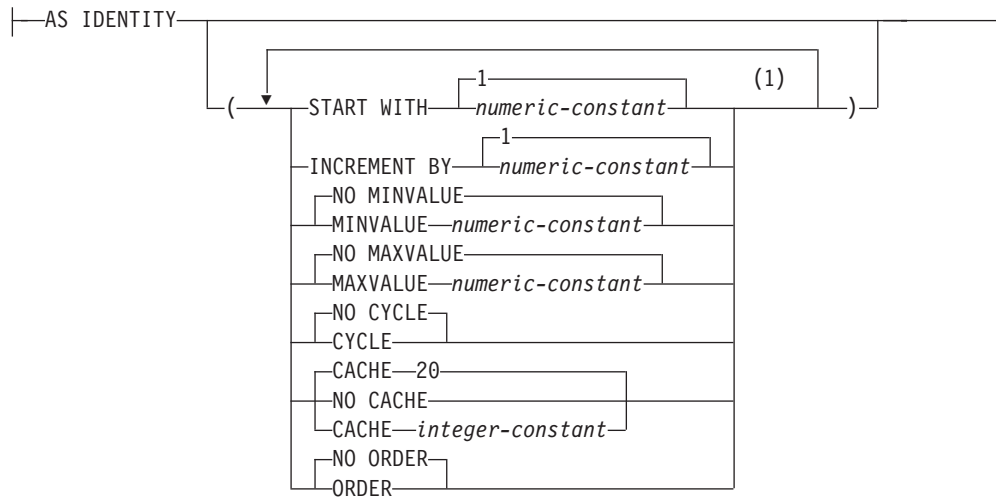 AS IDENTITY
1 (1)
( START WITH numeric-constant )
1
INCREMENT BY numeric-constant
NO MINVALUE
MINVALUE numeric-constant
NO MAXVALUE
MAXVALUE numeric-constant
NO CYCLE
CYCLE
CACHE 20
NO CACHE
CACHE integer-constant
NO ORDER
ORDER